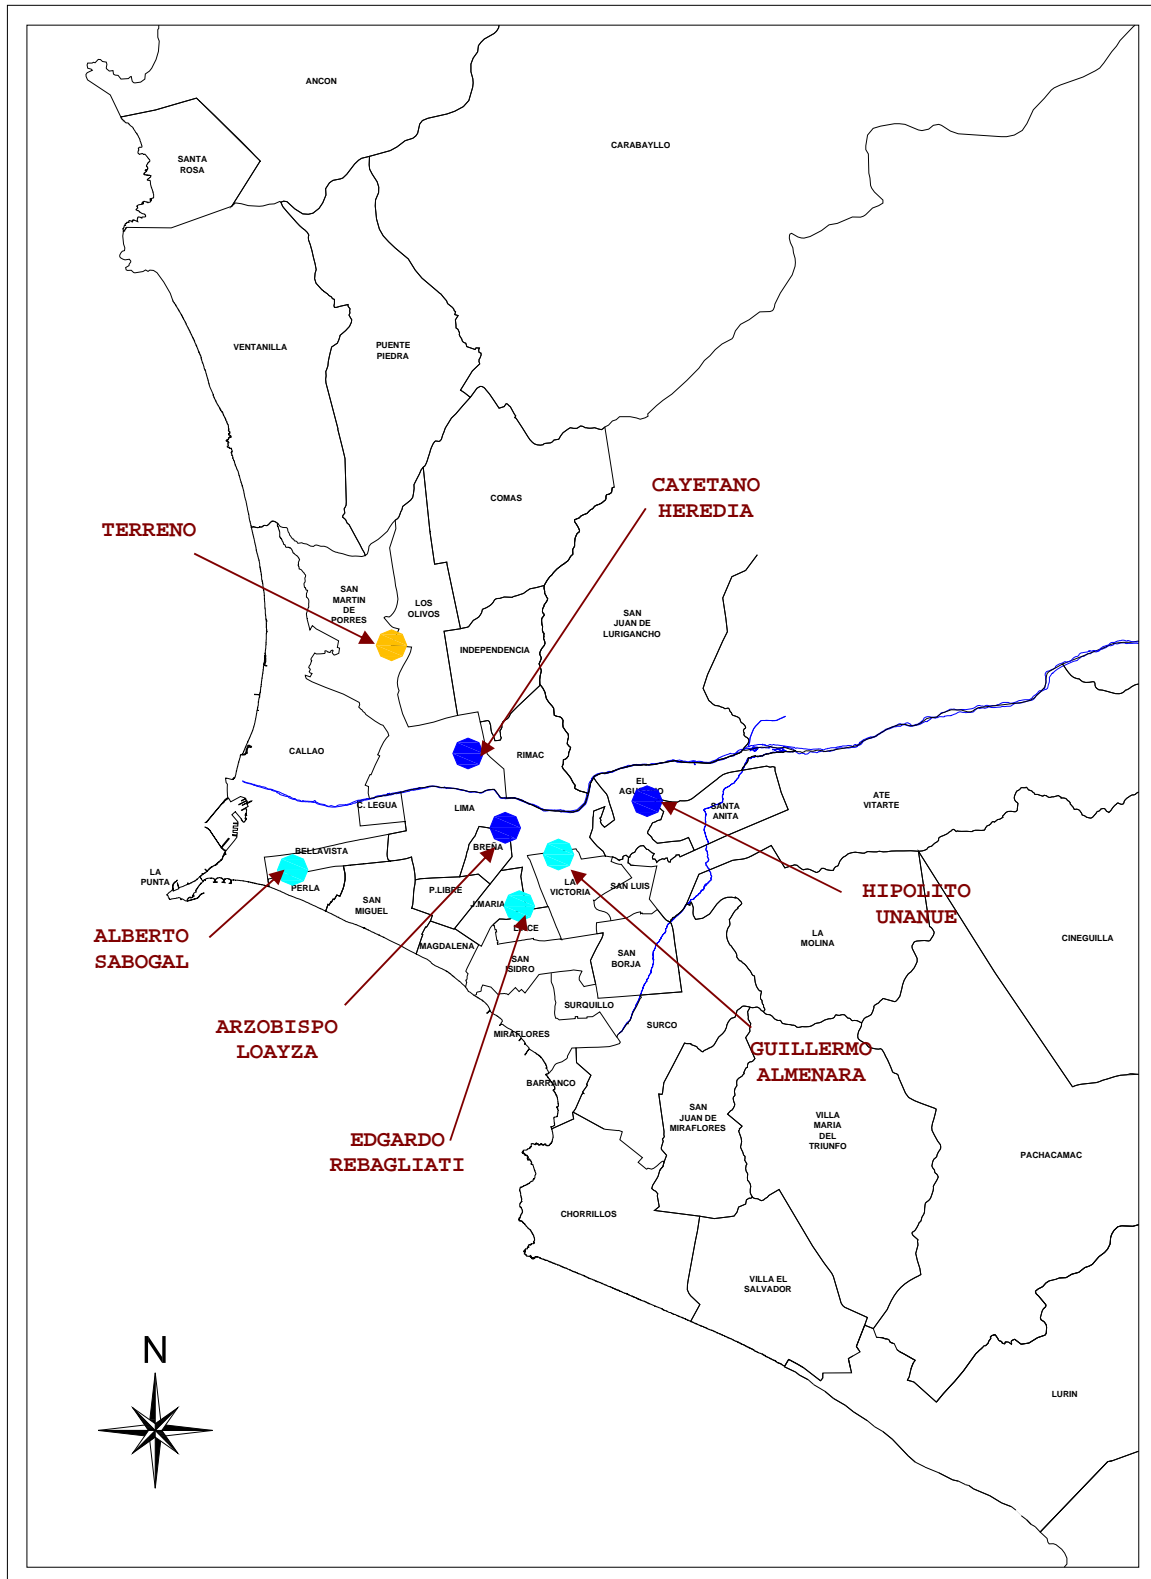 ANCON
CARABAYLLO
SANTA
ROSA
VENTANILLA
PUENTE
PIEDRA
COMAS
CAYETANO
HEREDIA
TERRENO
SAN
MARTIN
DE
PORRES
LOS
OLIVOS
SAN
JUAN DE
LURIGANCHO
INDEPENDENCIA
CALLAO
RIMAC
EL
ATE
VITARTE
SANTA
ANITA
LEGUA
LIMA
BREÑA
BELLAVISTA
LA
PUNTA
PERLA
SAN
MIGUEL
P.LIBRE
J.MARIA
LA
VICTORIA
SAN LUIS
HIPOLITO
UNANUE
ALBERTO
SABOGAL
MAGDALENA
SAN
ISIDRO
SAN
BORJA
LA
MOLINA
CINEGUILLA
ARZOBISPO
LOAYZA
SURQUILLO
MIRAFLORES
SURCO
GUILLERMO
ALMENARA
BARRANCO
SAN
JUAN DE
MIRAFLORES
VILLA
MARIA
DEL
TRIUNFO
EDGARDO
REBAGLIATI
PACHACAMAC
CHORRILLOS
VILLA EL
SALVADOR
N
LURIN